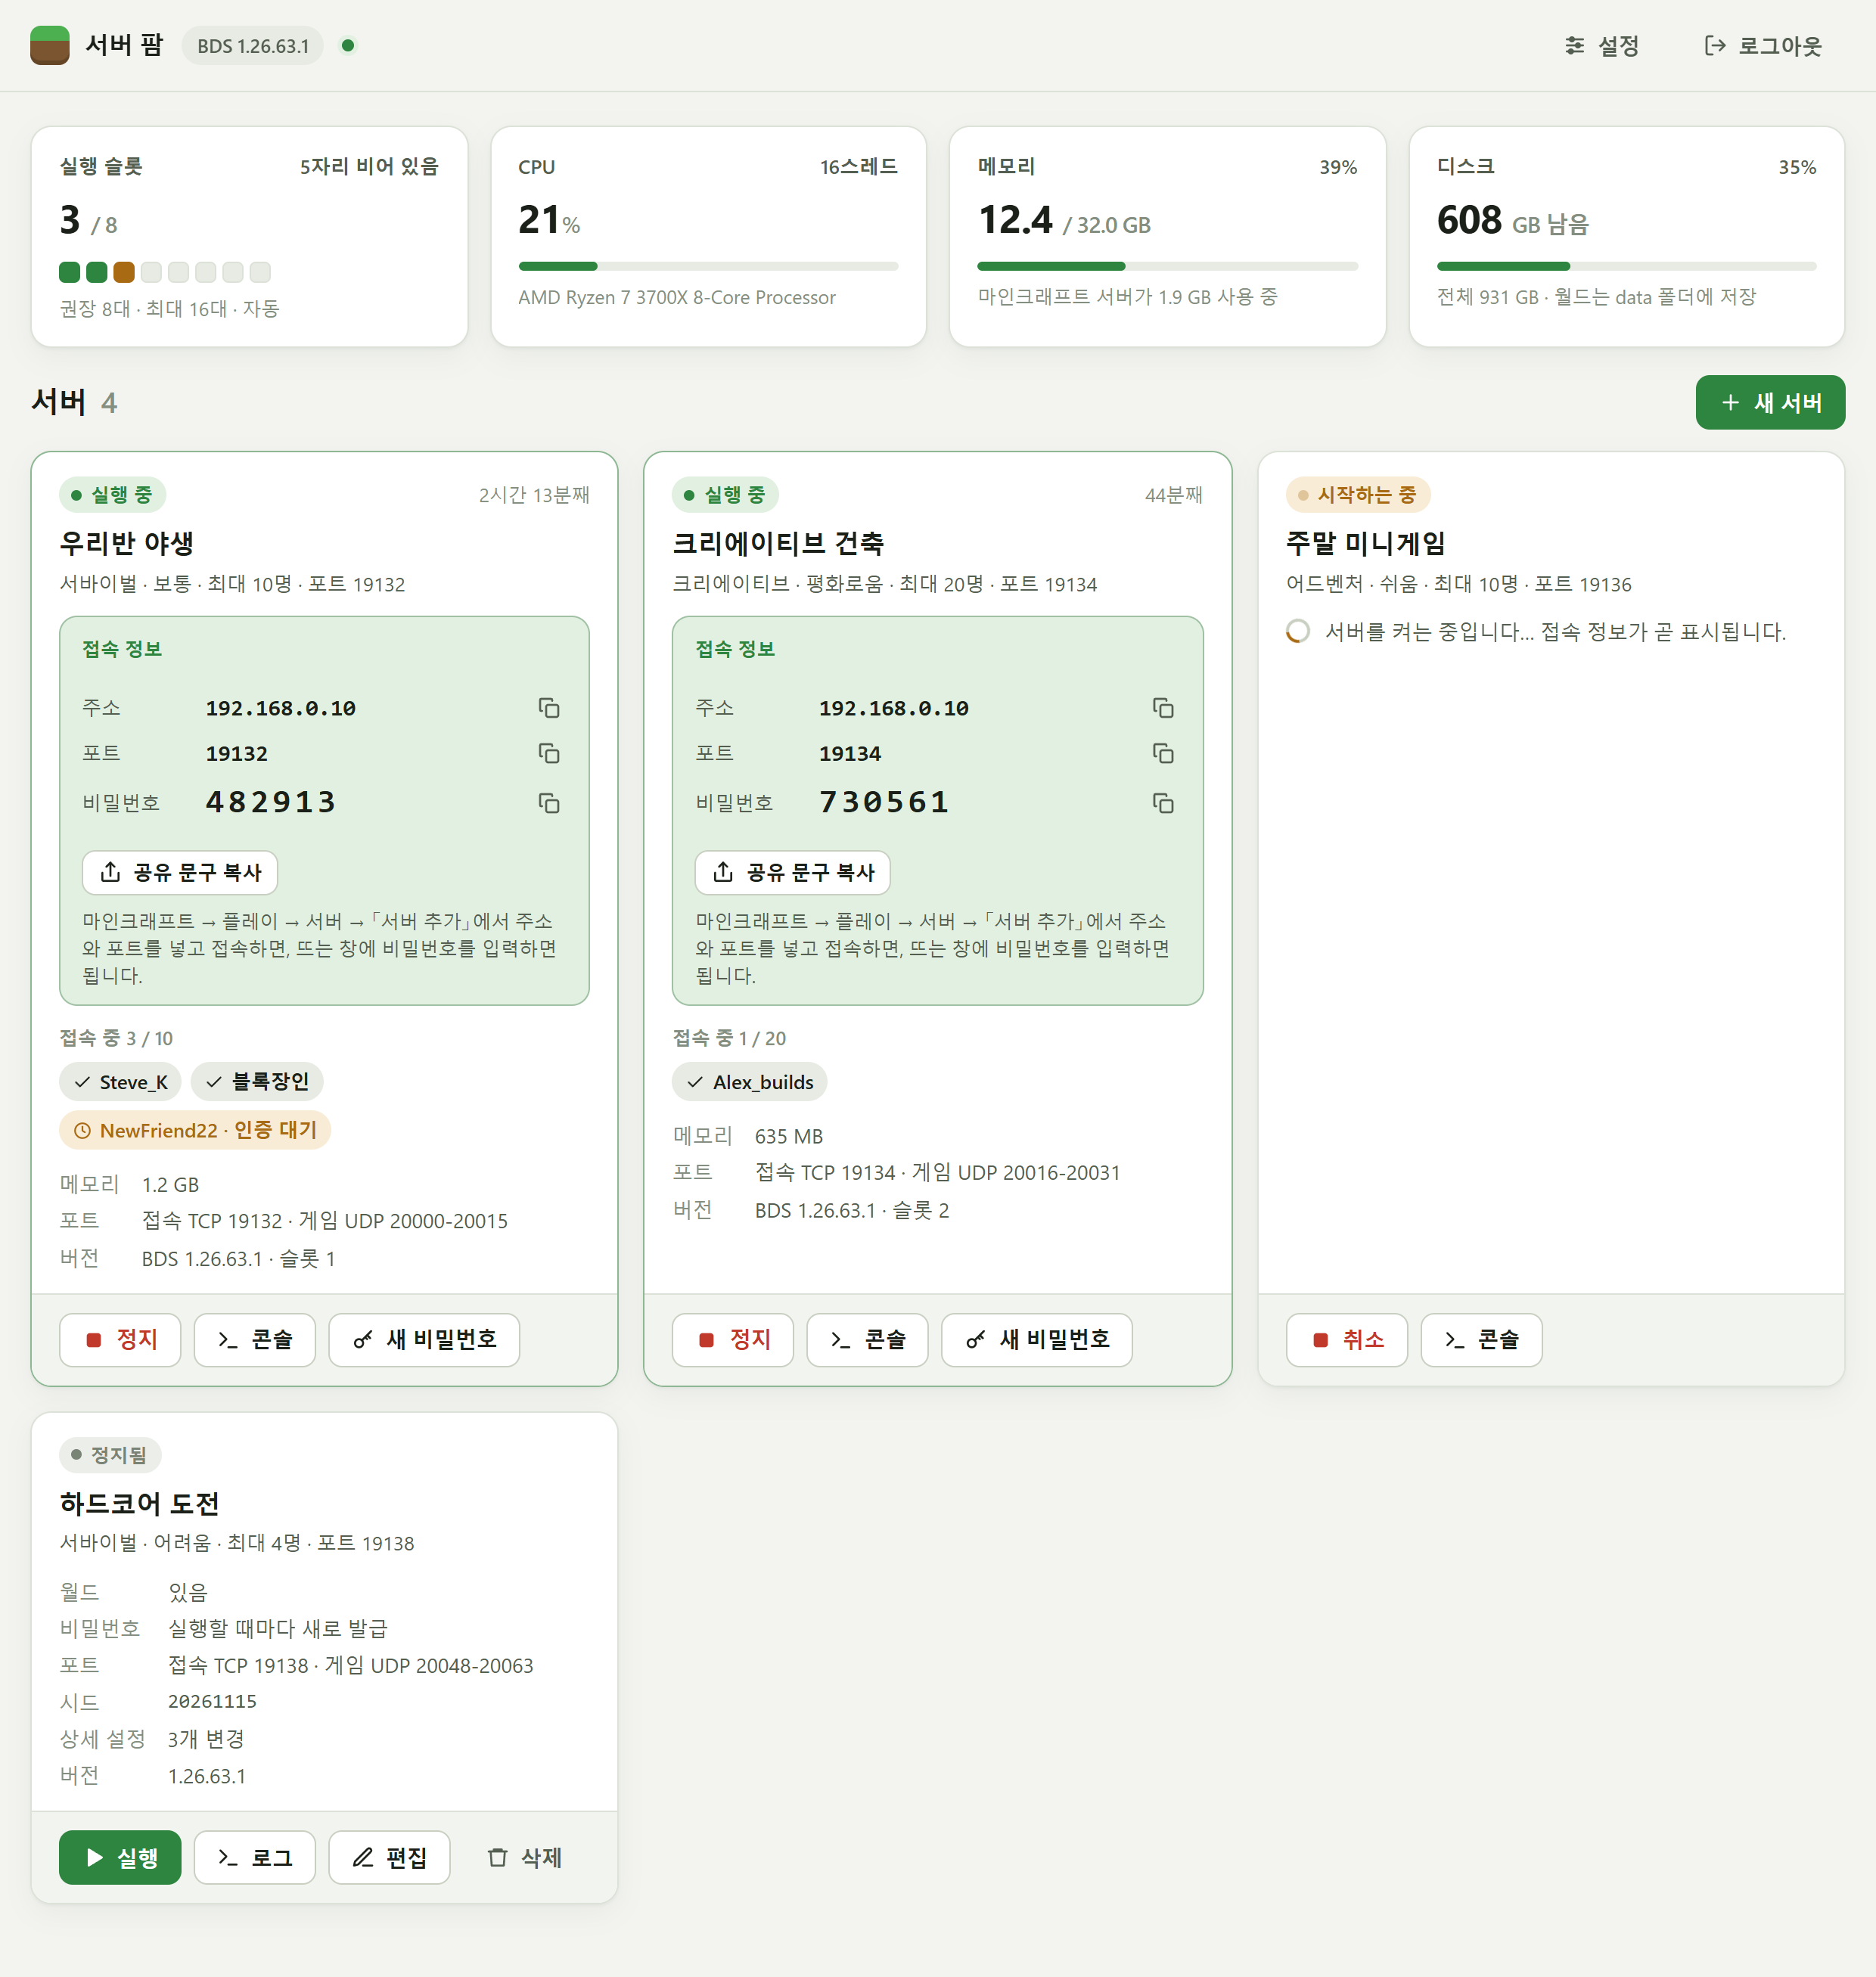 서버 팜
BDS 1.26.63.1
설정
로그아웃
실행 슬롯
5자리 비어 있음
3 / 8
권장 8대 · 최대 16대 · 자동
CPU
16스레드
21%
AMD Ryzen 7 3700X 8-Core Processor
메모리
39%
12.4 / 32.0 GB
마인크래프트 서버가 1.9 GB 사용 중
디스크
35%
608 GB 남음
전체 931 GB · 월드는 data 폴더에 저장
서버 4
새 서버
실행 중
2시간 13분째
우리반 야생
서바이벌 · 보통 · 최대 10명 · 포트 19132
접속 정보
주소 192.168.0.10
포트 19132
비밀번호 482913
공유 문구 복사
마인크래프트 → 플레이 → 서버 →「서버 추가」에서 주소
와 포트를 넣고 접속하면, 뜨는 창에 비밀번호를 입력하면
됩니다.
접속 중 3 / 10
Steve_K
블록장인
NewFriend22 · 인증 대기
메모리 1.2 GB
포트 접속 TCP 19132 · 게임 UDP 20000-20015
버전 BDS 1.26.63.1 · 슬롯 1
정지
콘솔
새 비밀번호
실행 중
44분째
크리에이티브 건축
크리에이티브 · 평화로움 · 최대 20명 · 포트 19134
접속 정보
주소 192.168.0.10
포트 19134
비밀번호 730561
공유 문구 복사
마인크래프트 → 플레이 → 서버 →「서버 추가」에서 주소
와 포트를 넣고 접속하면, 뜨는 창에 비밀번호를 입력하면
됩니다.
접속 중 1 / 20
Alex_builds
메모리 635 MB
포트 접속 TCP 19134 · 게임 UDP 20016-20031
버전 BDS 1.26.63.1 · 슬롯 2
정지
콘솔
새 비밀번호
시작하는 중
주말 미니게임
어드벤처 · 쉬움 · 최대 10명 · 포트 19136
서버를 켜는 중입니다... 접속 정보가 곧 표시됩니다.
취소
콘솔
정지됨
하드코어 도전
서바이벌 · 어려움 · 최대 4명 · 포트 19138
월드 있음
비밀번호 실행할 때마다 새로 발급
포트 접속 TCP 19138 · 게임 UDP 20048-20063
시드 20261115
상세 설정 3개 변경
버전 1.26.63.1
실행
로그
편집
삭제